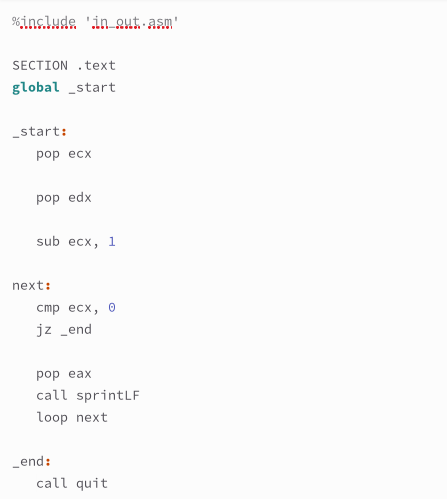 %include 'in_out.asm'
SECTION .text
global _start
_start:
pop ecx
pop edx
sub ecx, 1
next:
cmp ecx, 0
jz _end
pop eax
call sprintLF
loop next
_end:
call quit